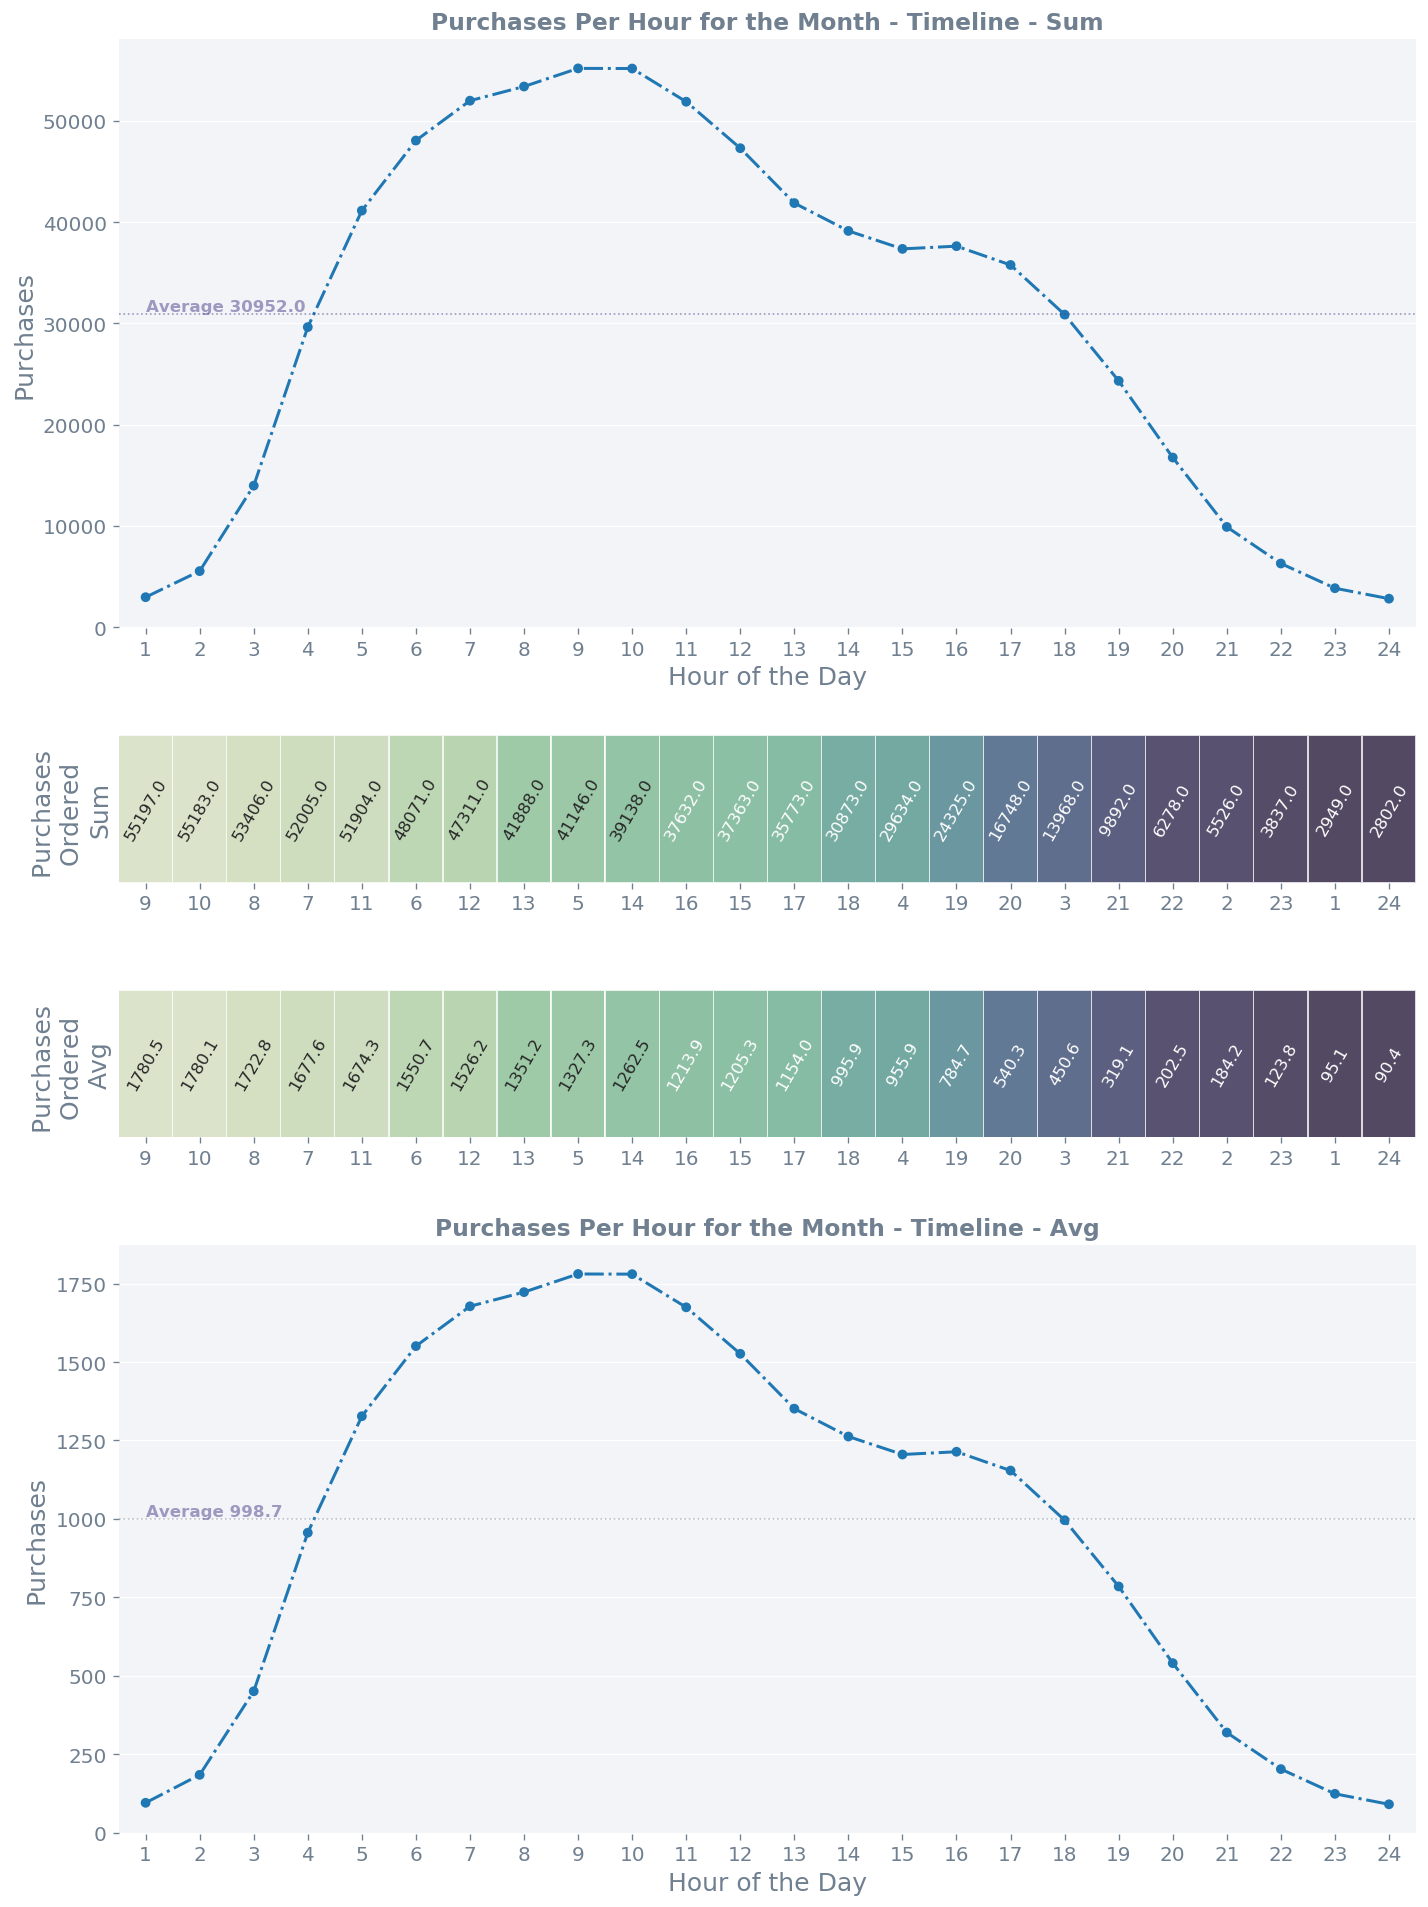 Purchases Per Hour for the Month - Timeline - Sum
50000
40000
30000
20000
10000
0
Purchases
Average 30952.0
1 2 3 4 5 6 7 8 9 10 11 12 13 14 15 16 17 18 19 20 21 22 23 24
Hour of the Day
Purchases
Ordered
Sum
55197.0 55183.0 53406.0 52005.0 51904.0 48071.0 47311.0 41888.0 41146.0 39138.0 37632.0 37363.0 35773.0 30873.0 29634.0 24325.0 16748.0 13968.0 9892.0 6278.0 5526.0 3837.0 2949.0 2802.0
9 10 8 7 11 6 12 13 5 14 16 15 17 18 4 19 20 3 21 22 2 23 1 24
Purchases
Ordered
Avg
1780.5 1780.1 1722.8 1677.6 1674.3 1550.7 1526.2 1351.2 1327.3 1262.5 1213.9 1205.3 1154.0 995.9 955.9 784.7 540.3 450.6 319.1 202.5 184.2 123.8 95.1 90.4
9 10 8 7 11 6 12 13 5 14 16 15 17 18 4 19 20 3 21 22 2 23 1 24
Purchases Per Hour for the Month - Timeline - Avg
1750
1500
1250
1000
750
500
250
0
Purchases
Average 998.7
1 2 3 4 5 6 7 8 9 10 11 12 13 14 15 16 17 18 19 20 21 22 23 24
Hour of the Day